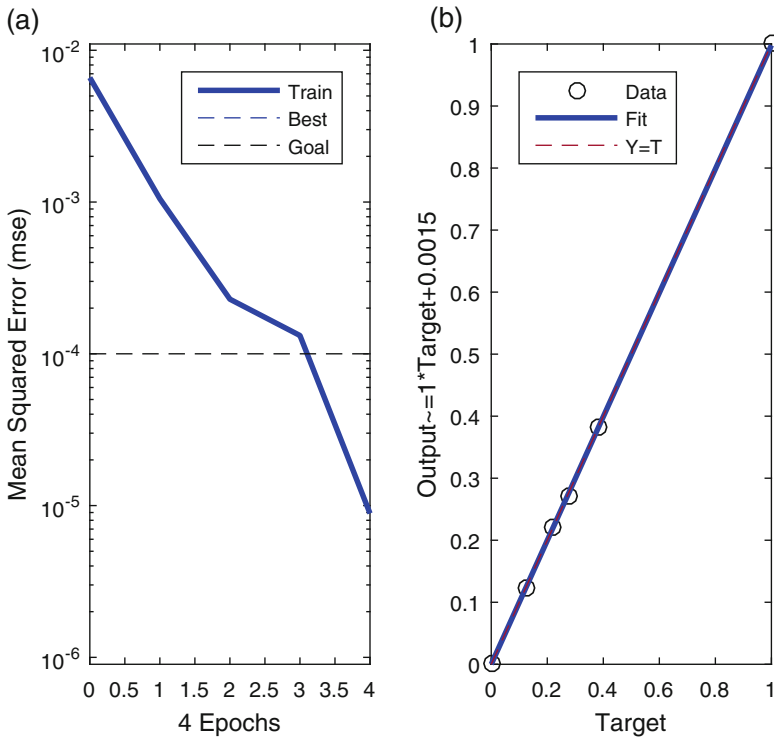 (a)
10^-2
10^-3
10^-4
10^-5
10^-6
Mean Squared Error (mse)
Train
Best
Goal
0 0.5 1 1.5 2 2.5 3 3.5 4
4 Epochs
(b)
1
0.9
0.8
0.7
0.6
0.5
0.4
0.3
0.2
0.1
0
Output~=1*Target+0.0015
Data
Fit
Y=T
0 0.2 0.4 0.6 0.8 1
Target